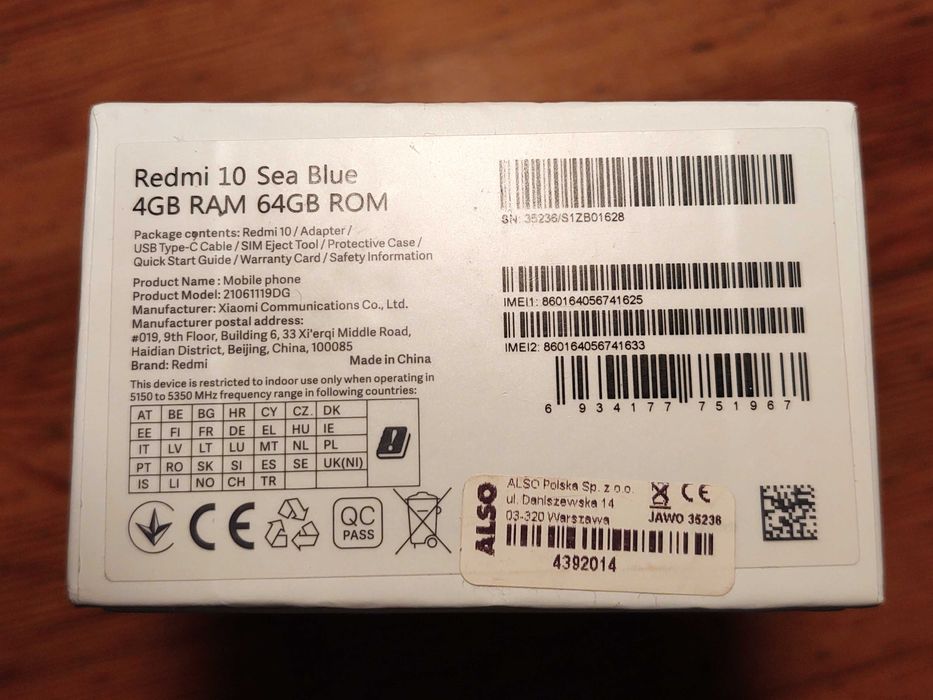 Redmi 10 Sea Blue
4GB RAM 64GB ROM
Package contents: Redmi 10 / Adapter /
USB Type-C Cable / SIM Eject Tool / Protective Case /
Quick Start Guide / Warranty Card / Safety Information
Product Name : Mobile phone
Product Model: 21061119DG
Manufacturer: Xiaomi Communications Co., Ltd.
Manufacturer postal address:
#019, 9th Floor, Building 6, 33 Xi'erqi Middle Road,
Haidian District, Beijing, China, 100085
Brand: Redmi
Made in China
This device is restricted to indoor use only when operating in
5150 to 5350 MHz frequency range in following countries:
AT BE BG HR CY CZ DK
EE FI FR DE EL HU IE
IT LV LT LU MT NL PL
PT RO SK SI ES SE UK(NI)
IS LI NO CH TR
CE
QC
PASS
SN: 35236/S1ZB01628
IMEI1: 860164056741625
IMEI2: 860164056741633
6 934177 751967
ALSO
ALSO Polska Sp. z.o.o.
ul. Daniszewska 14
03-320 Warszawa
CE
JAWO 35236
4392014